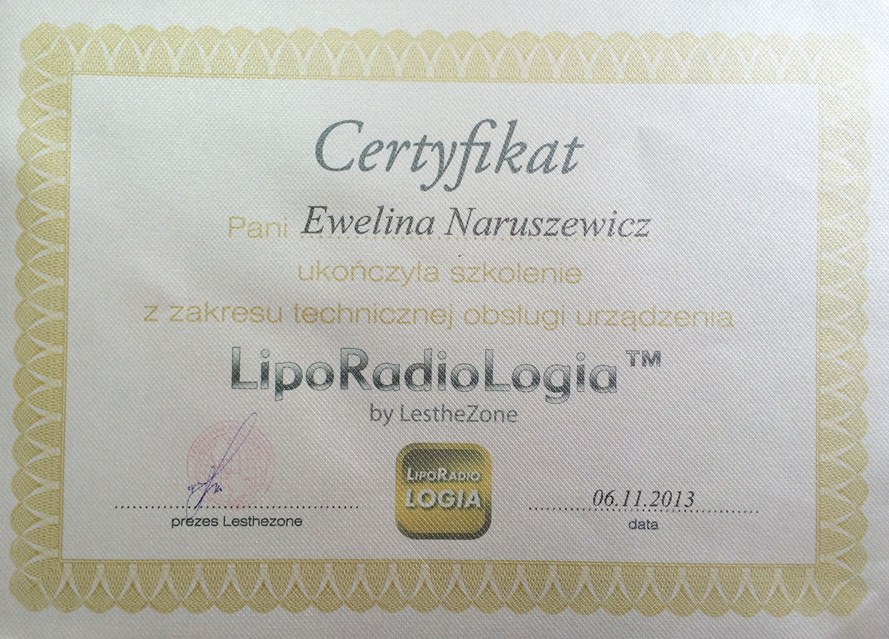 Certyfikat
Pani Ewelina Naruszewicz
ukończyła szkolenie
z zakresu technicznej obsługi urządzenia
LipoRadioLogia™
by LestheZone
LIPORADIO
LOGIA
06.11.2013
prezes Lesthezone
data